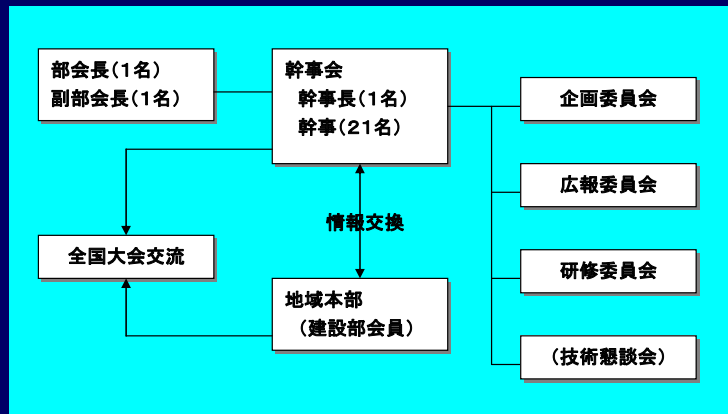 部会長（１名）
副部会長（１名）
幹事会
幹事長（１名）
幹事（２１名）
企画委員会
広報委員会
研修委員会
（技術懇談会）
情報交換
全国大会交流
地域本部
（建設部会員）